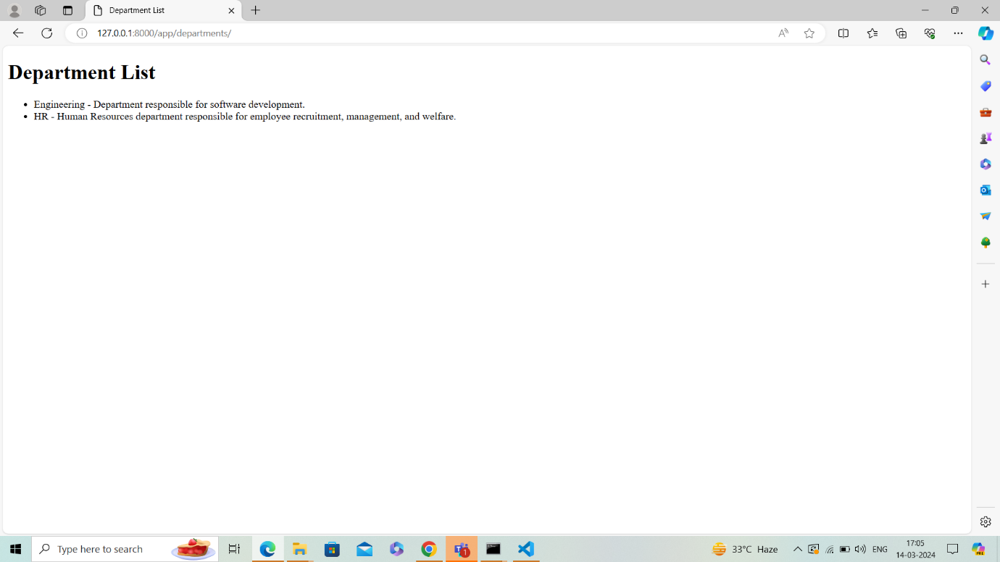 Department List
127.0.0.1:8000/app/departments/
Department List
• Engineering - Department responsible for software development.
• HR - Human Resources department responsible for employee recruitment, management, and welfare.
Type here to search
1
33°C Haze
ENG
17:05
14-03-2024
PRE